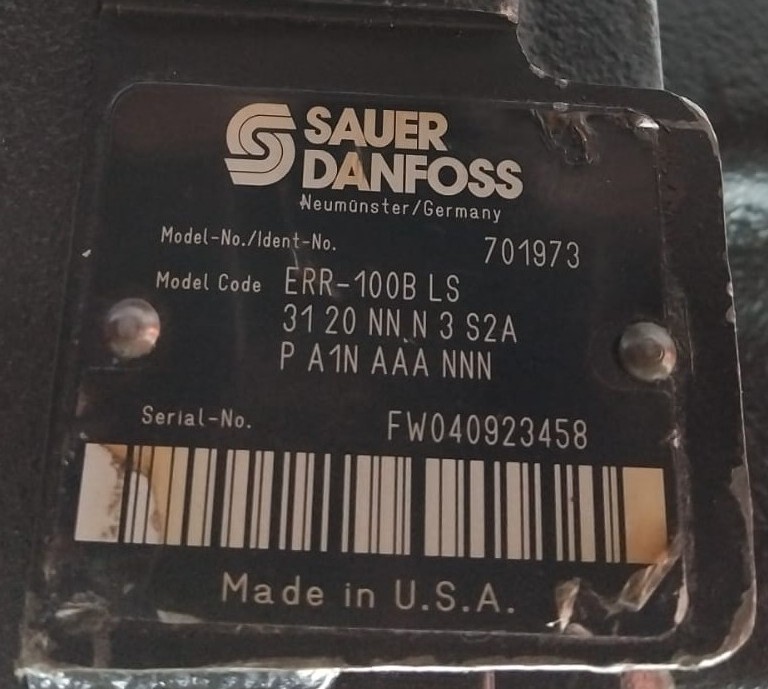 SAUER
DANFOSS
Neumünster/Germany
Model-No./Ident-No. 701973
Model Code ERR-100B LS
31 20 NN N 3 S2A
P A1N AAA NNN
Serial-No. FW040923458
Made in U.S.A.